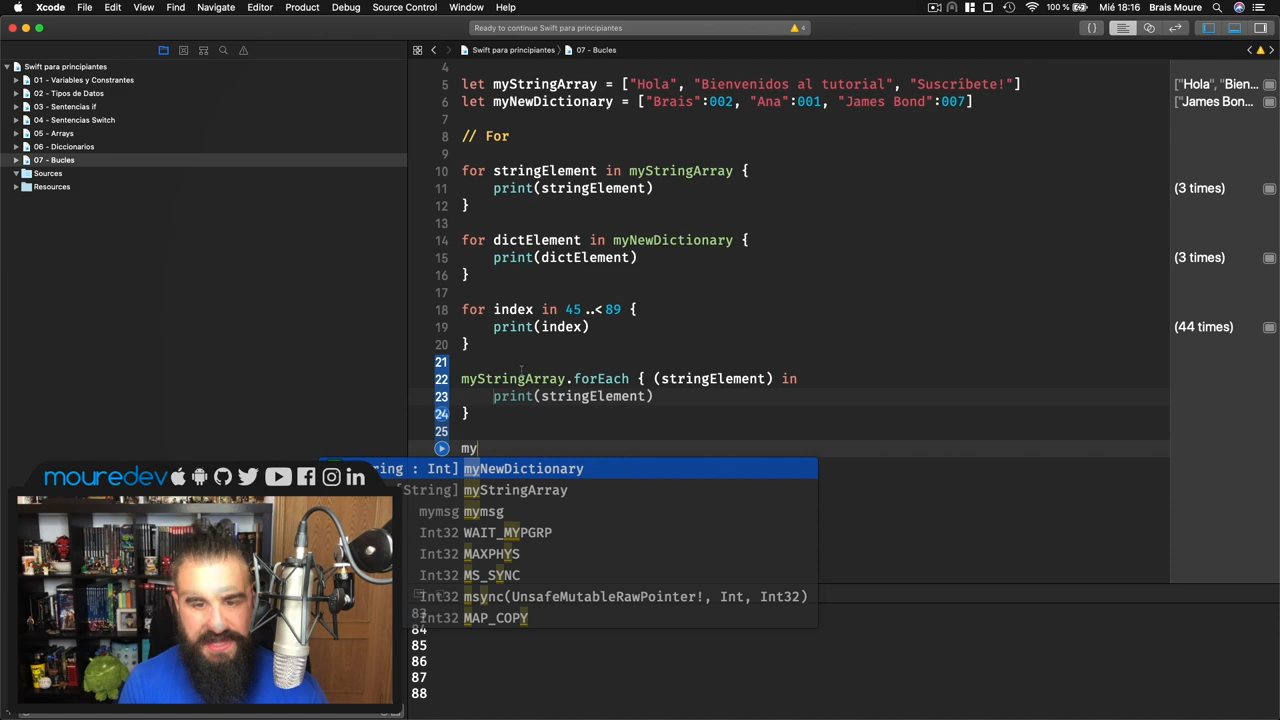 Xcode File Edit View Find Navigate Editor Product Debug Source Control Window Help 100 % Mié 18:16 Brais Moure
Ready to continue Swift para principiantes 4
Swift para principiantes 07 - Bucles
Swift para principiantes
01 - Variables y Constrantes
02 - Tipos de Datos
03 - Sentencias if
04 - Sentencias Switch
05 - Arrays
06 - Diccionarios
07 - Bucles
Sources
Resources
4
5 let myStringArray = ["Hola", "Bienvenidos al tutorial", "Suscríbete!"]
6 let myNewDictionary = ["Brais":002, "Ana":001, "James Bond":007]
7
8 // For
9
10 for stringElement in myStringArray {
11 print(stringElement)
12 }
13
14 for dictElement in myNewDictionary {
15 print(dictElement)
16 }
17
18 for index in 45..<89 {
19 print(index)
20 }
21
22 myStringArray.forEach { (stringElement) in
23 print(stringElement)
24 }
25
my
["Hola", "Bien...
["James Bon...
(3 times)
(3 times)
(44 times)
ng : Int] myNewDictionary
[String] myStringArray
mymsg mymsg
Int32 WAIT_MYPGRP
Int32 MAXPHYS
Int32 MS_SYNC
Int32 msync(UnsafeMutableRawPointer!, Int, Int32)
Int32 MAP_COPY
mouredev
83
84
85
86
87
88